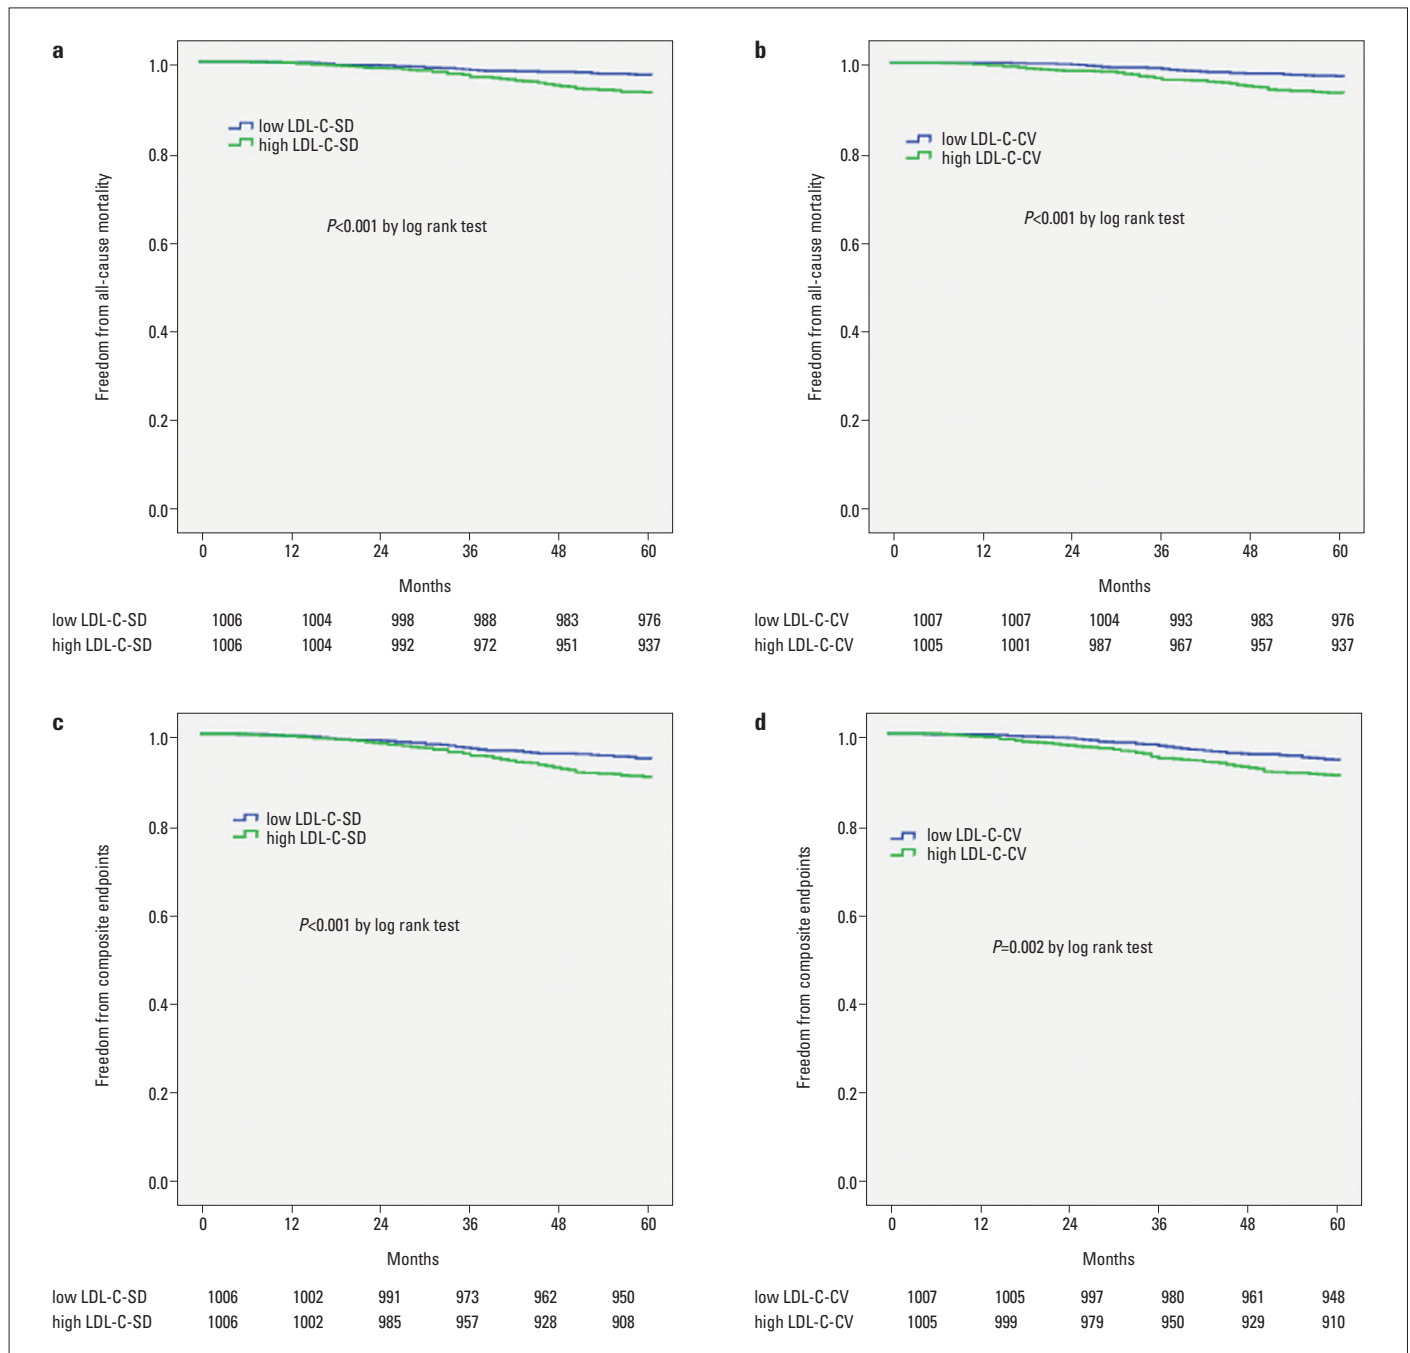 a
Freedom from all-cause mortality
1.0
0.8
0.6
0.4
0.2
0.0
low LDL-C-SD
high LDL-C-SD
P<0.001 by log rank test
0 12 24 36 48 60
Months
low LDL-C-SD 1006 1004 998 988 983 976
high LDL-C-SD 1006 1004 992 972 951 937
b
Freedom from all-cause mortality
1.0
0.8
0.6
0.4
0.2
0.0
low LDL-C-CV
high LDL-C-CV
P<0.001 by log rank test
0 12 24 36 48 60
Months
low LDL-C-CV 1007 1007 1004 993 983 976
high LDL-C-CV 1005 1001 987 967 957 937
c
Freedom from composite endpoints
1.0
0.8
0.6
0.4
0.2
0.0
low LDL-C-SD
high LDL-C-SD
P<0.001 by log rank test
0 12 24 36 48 60
Months
low LDL-C-SD 1006 1002 991 973 962 950
high LDL-C-SD 1006 1002 985 957 928 908
d
Freedom from composite endpoints
1.0
0.8
0.6
0.4
0.2
0.0
low LDL-C-CV
high LDL-C-CV
P=0.002 by log rank test
0 12 24 36 48 60
Months
low LDL-C-CV 1007 1005 997 980 961 948
high LDL-C-CV 1005 999 979 950 929 910